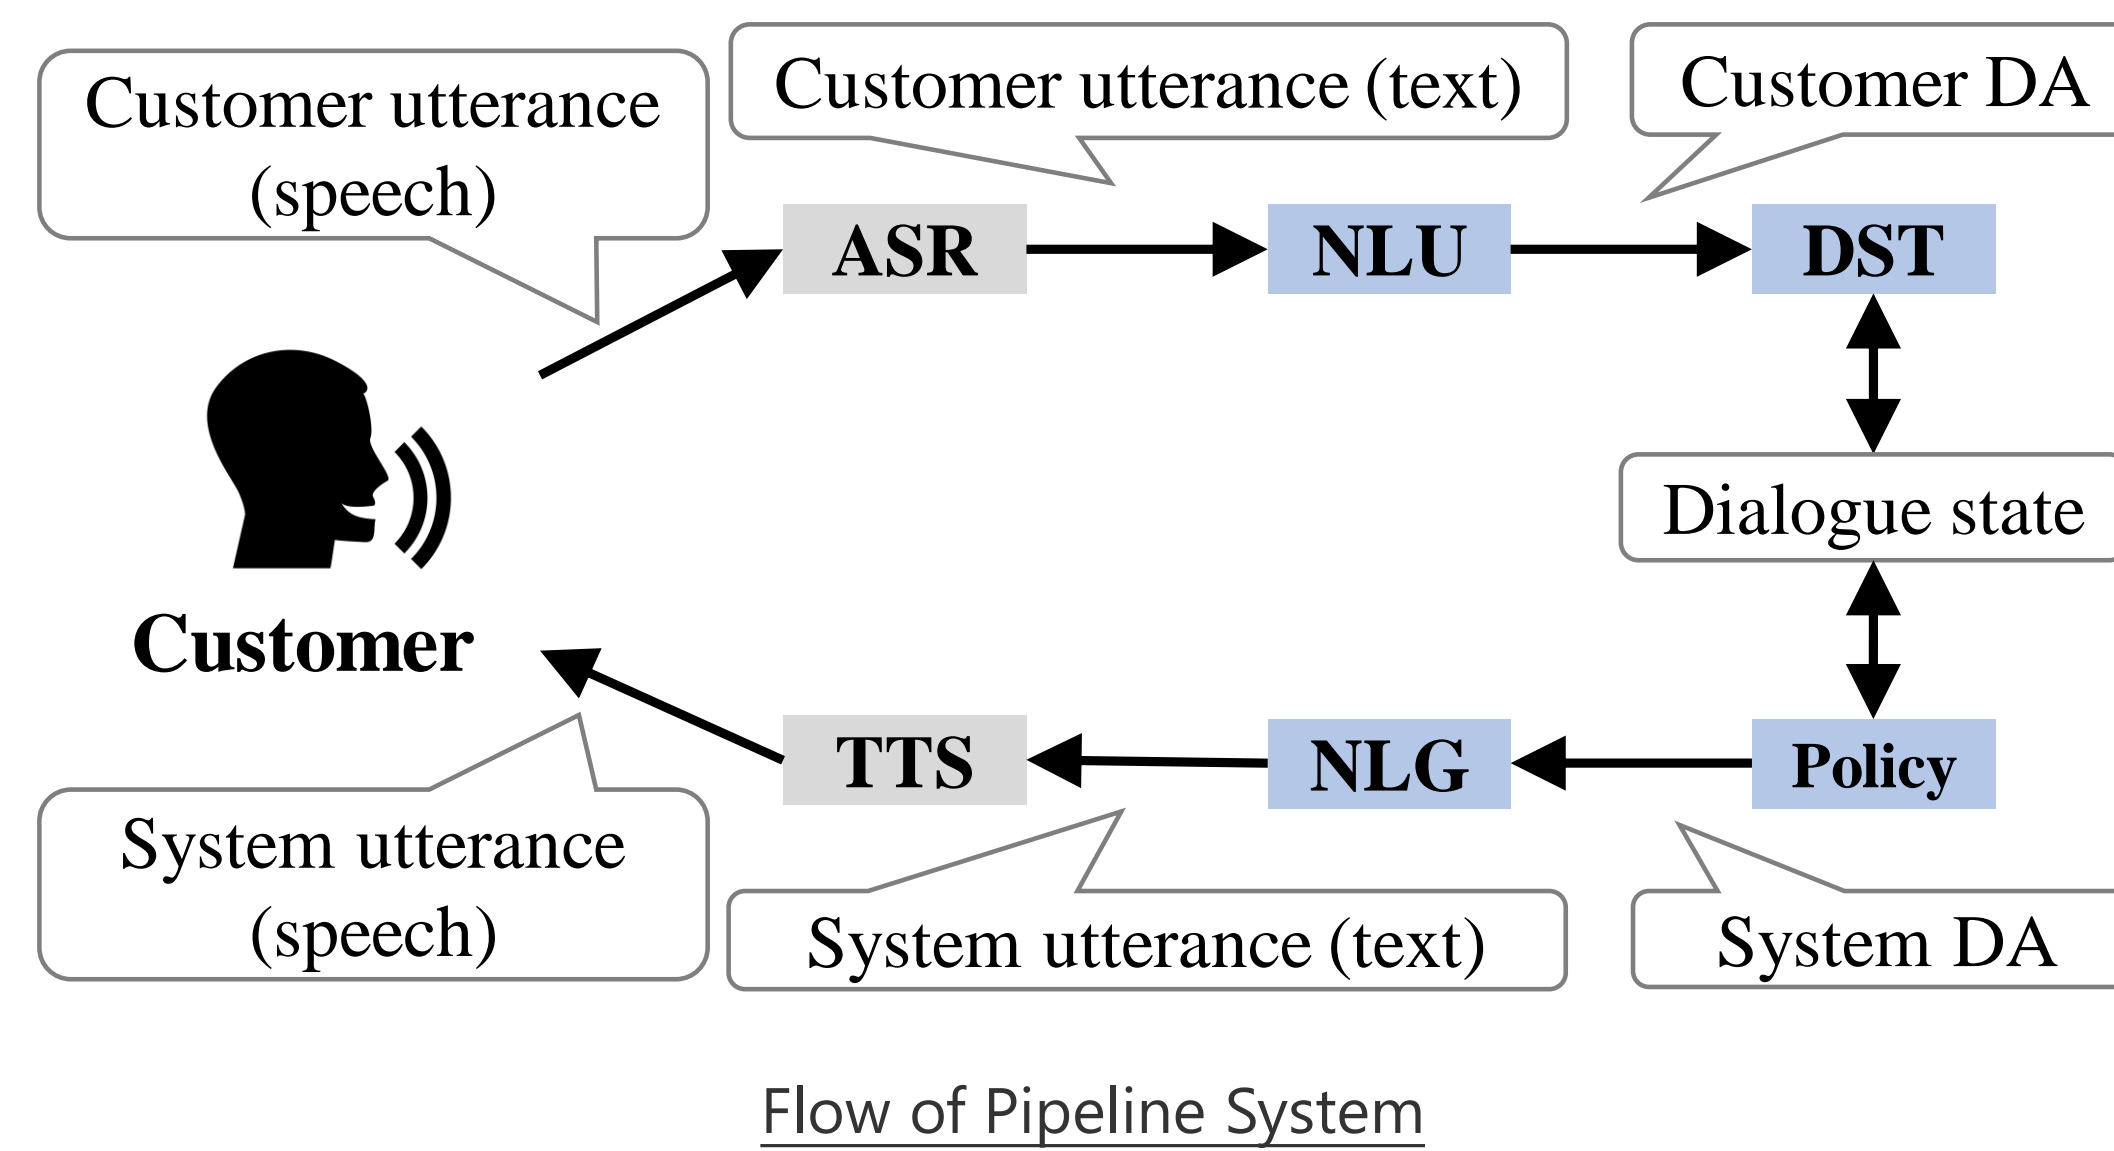 Customer utterance
(speech)
Customer utterance (text)
Customer DA
ASR
NLU
DST
Dialogue state
Customer
TTS
NLG
Policy
System utterance
(speech)
System utterance (text)
System DA
Flow of Pipeline System